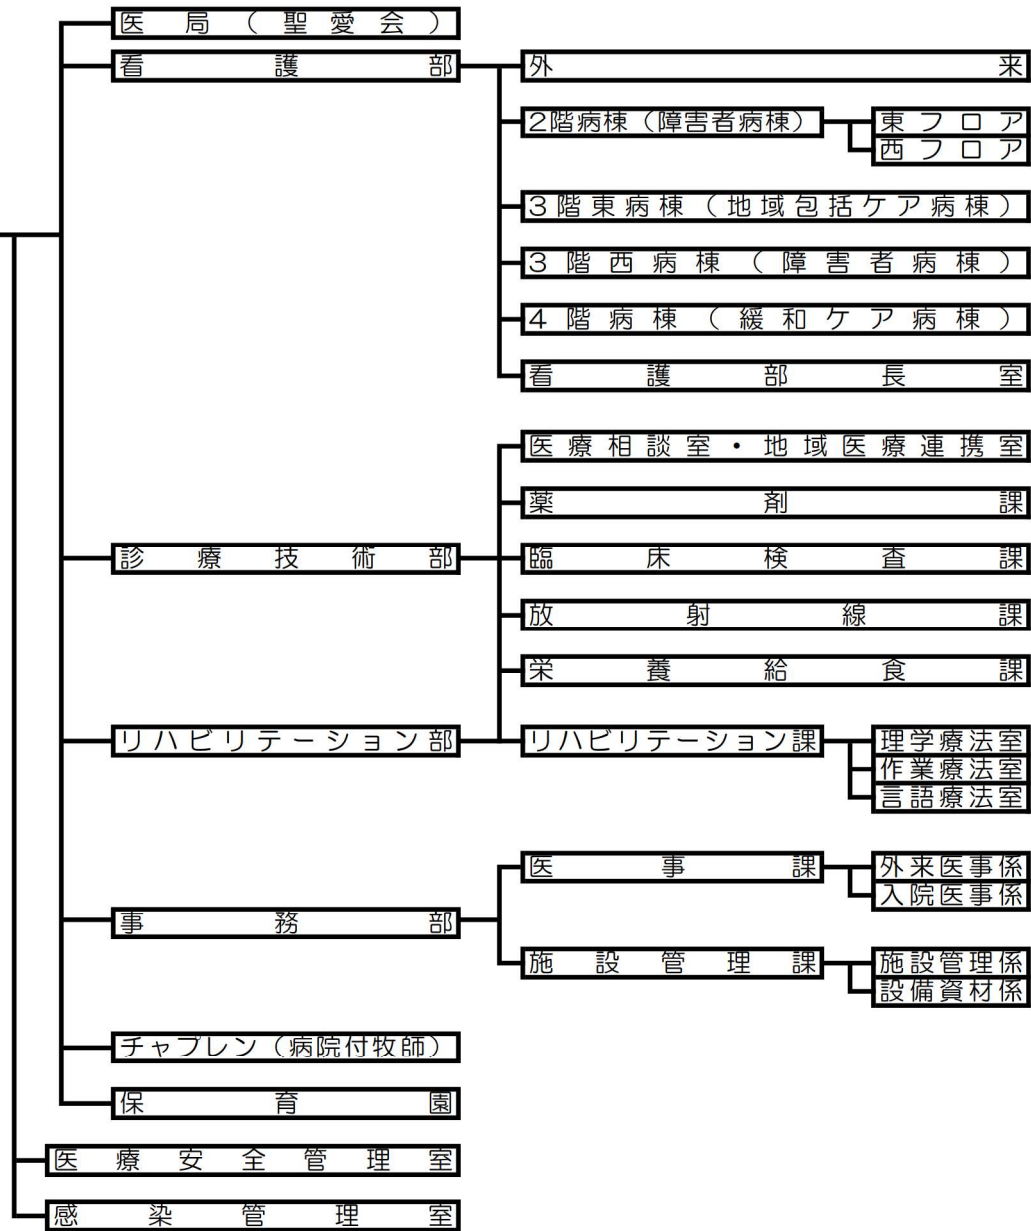 医局（聖愛会）
看護部
外来
2階病棟（障害者病棟）
東フロア
西フロア
3階東病棟（地域包括ケア病棟）
3階西病棟（障害者病棟）
4階病棟（緩和ケア病棟）
看護部長室
医療相談室・地域医療連携室
薬剤課
診療技術部
臨床検査課
放射線課
栄養給食課
リハビリテーション部
リハビリテーション課
理学療法室
作業療法室
言語療法室
医事課
外来医事係
入院医事係
事務部
施設管理課
施設管理係
設備資材係
チャプレン（病院付牧師）
保育園
医療安全管理室
感染管理室